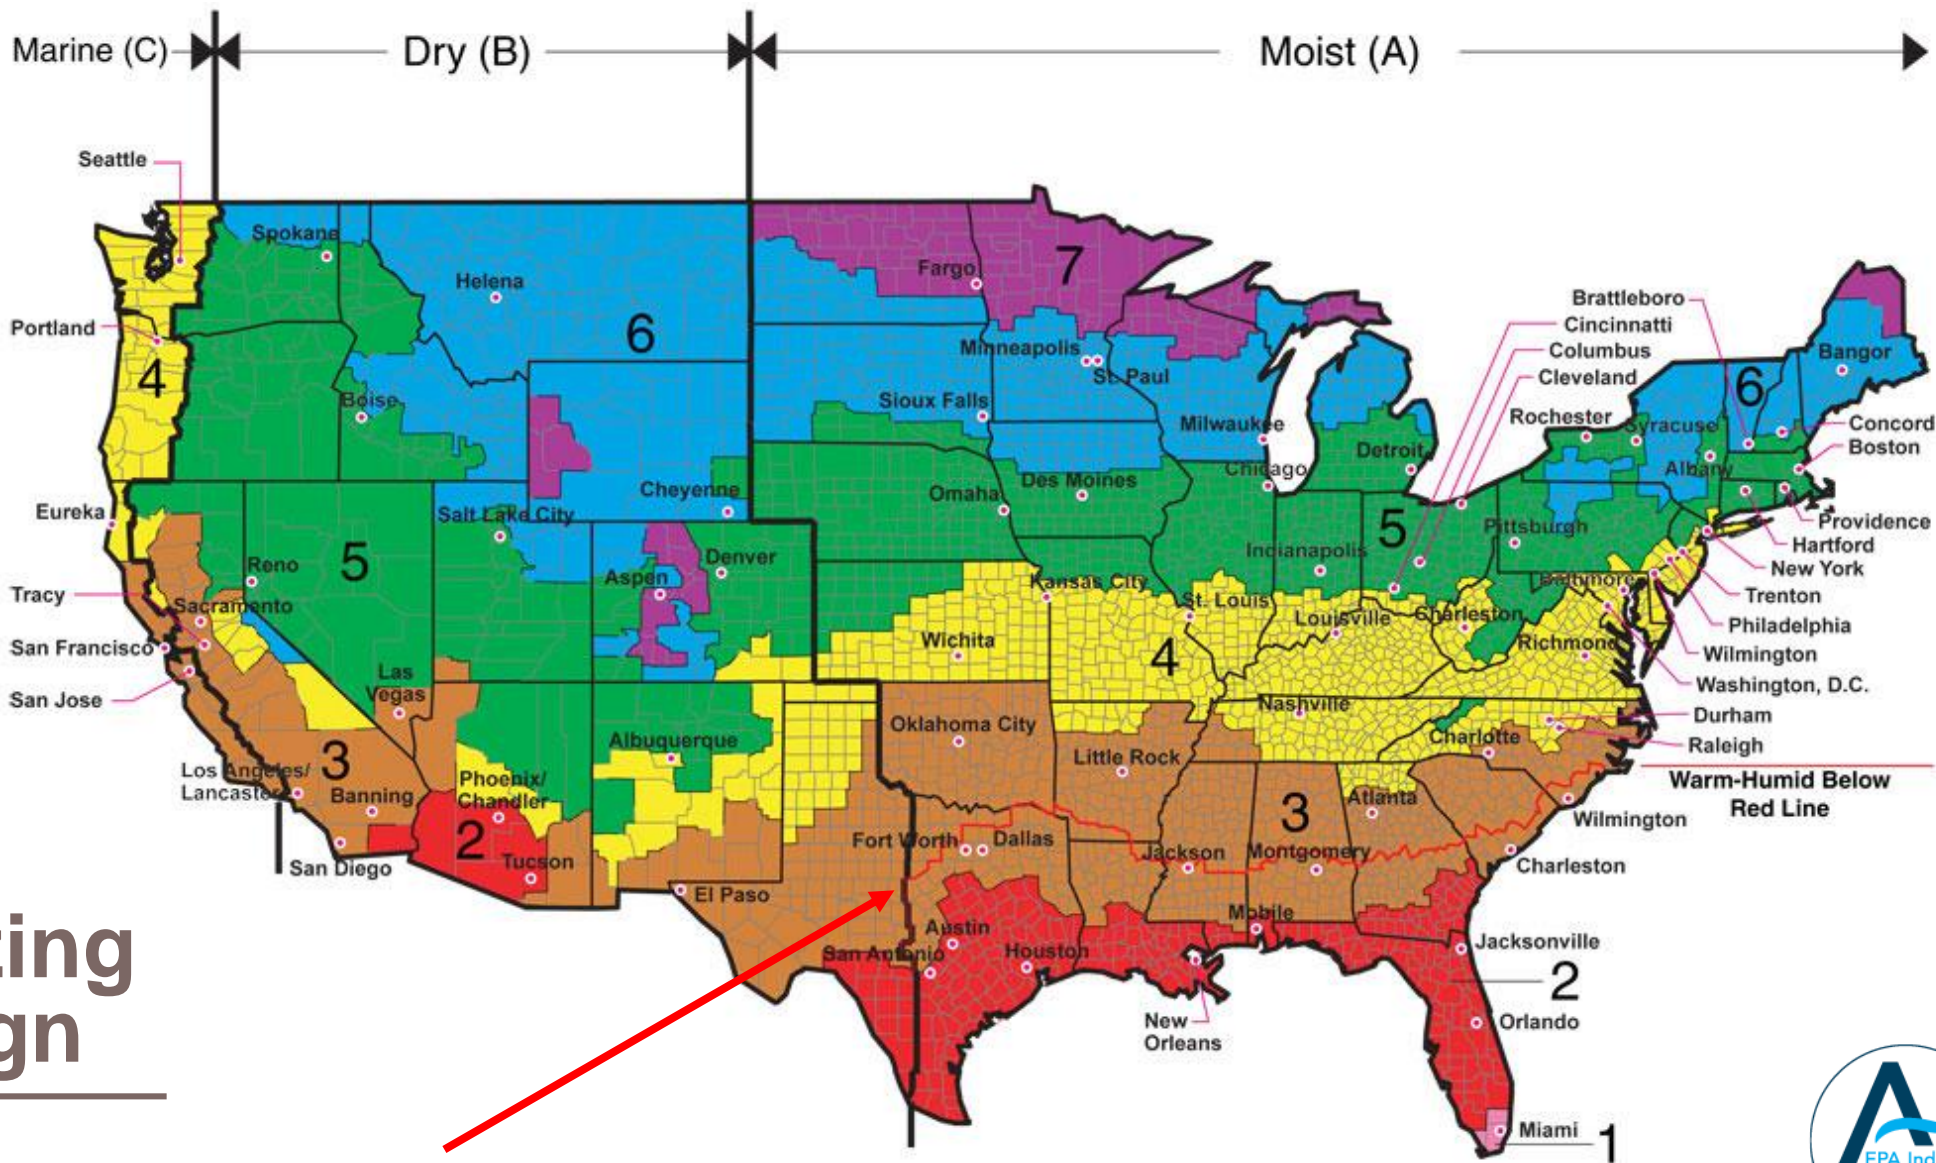 Marine (C)
Dry (B)
Moist (A)
Seattle
Spokane
Helena
Fargo
7
Portland
4
6
Minneapolis
St. Paul
Brattleboro
Cincinnatti
Columbus
Cleveland
Bangor
Boise
Sioux Falls
Milwaukee
Rochester
Syracuse
6
Concord
Boston
Detroit
Chicago
Albany
Eureka
Cheyenne
Omaha
Des Moines
Salt Lake City
5
Pittsburgh
Providence
Hartford
New York
Reno
5
Aspen
Denver
Indianapolis
Baltimore
Trenton
Tracy
Sacramento
Kansas City
St. Louis
Louisville
Charleston
Philadelphia
San Francisco
Wichita
4
Richmond
Wilmington
San Jose
Las
Vegas
Washington, D.C.
Nashville
Durham
Oklahoma City
Albuquerque
Charlotte
Raleigh
Los Angeles/
Lancaster
3
Banning
Phoenix/
Chandler
Little Rock
3
Atlanta
Warm-Humid Below
Red Line
2
Tucson
San Diego
El Paso
Fort Worth
Dallas
Jackson
Montgomery
Wilmington
Charleston
Austin
San Antonio
Houston
Mobile
Jacksonville
2
New
Orleans
Orlando
Miami
1
ting
gn
A
EPA Ind